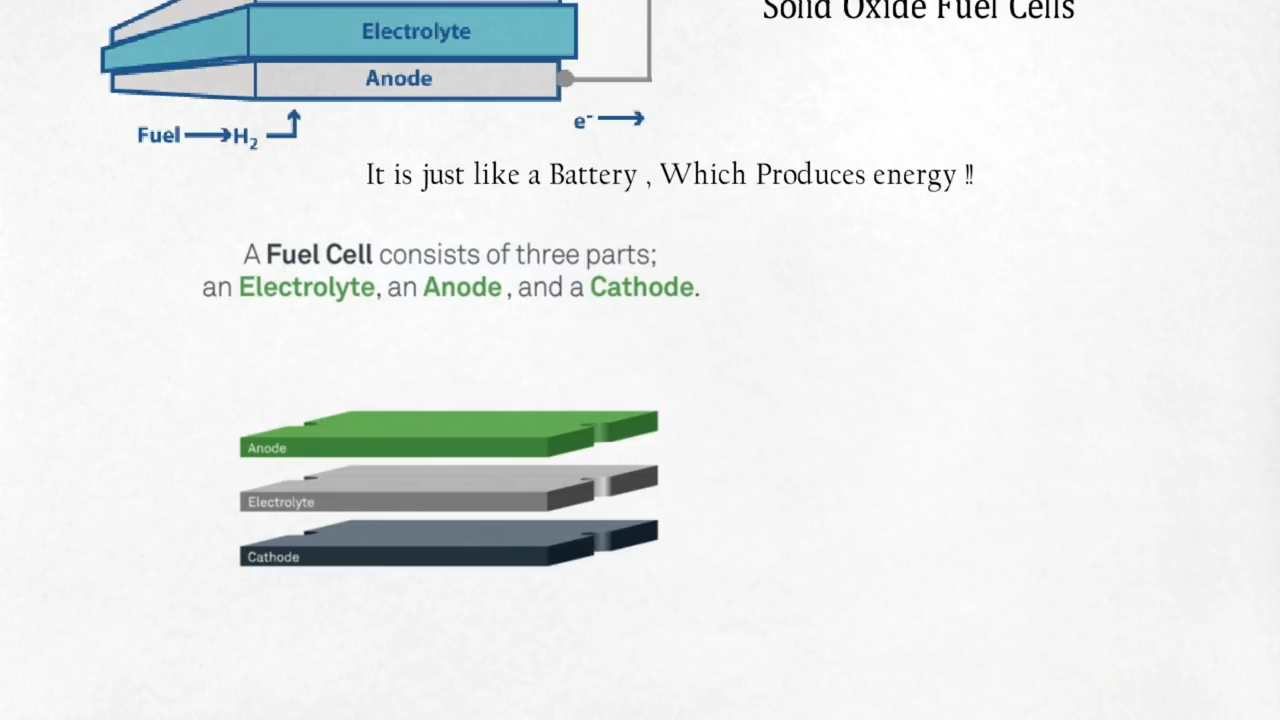 Solid Oxide Fuel Cells
Electrolyte
Anode
Fuel → H₂
e⁻ →
It is just like a Battery , Which Produces energy !!
A Fuel Cell consists of three parts;
an Electrolyte, an Anode , and a Cathode.
Anode
Electrolyte
Cathode